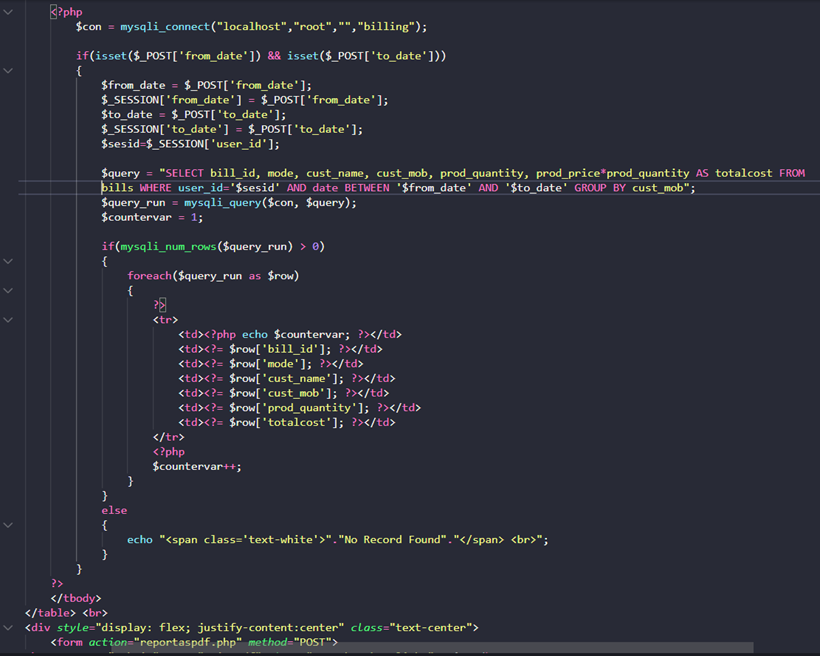 <?php
$con = mysqli_connect("localhost","root","","billing");
if(isset($_POST['from_date']) && isset($_POST['to_date']))
{
$from_date = $_POST['from_date'];
$_SESSION['from_date'] = $_POST['from_date'];
$to_date = $_POST['to_date'];
$_SESSION['to_date'] = $_POST['to_date'];
$sesid=$_SESSION['user_id'];
$query = "SELECT bill_id, mode, cust_name, cust_mob, prod_quantity, prod_price*prod_quantity AS totalcost FROM
bills WHERE user_id='$sesid' AND date BETWEEN '$from_date' AND '$to_date' GROUP BY cust_mob";
$query_run = mysqli_query($con, $query);
$countervar = 1;
if(mysqli_num_rows($query_run) > 0)
{
foreach($query_run as $row)
{
?>
<tr>
<td><?php echo $countervar; ?></td>
<td><?= $row['bill_id']; ?></td>
<td><?= $row['mode']; ?></td>
<td><?= $row['cust_name']; ?></td>
<td><?= $row['cust_mob']; ?></td>
<td><?= $row['prod_quantity']; ?></td>
<td><?= $row['totalcost']; ?></td>
</tr>
<?php
$countervar++;
}
}
else
{
echo "<span class='text-white'>"."No Record Found"."</span> <br>";
}
}
?>
</tbody>
</table> <br>
<div style="display: flex; justify-content:center" class="text-center">
<form action="reportaspdf.php" method="POST">